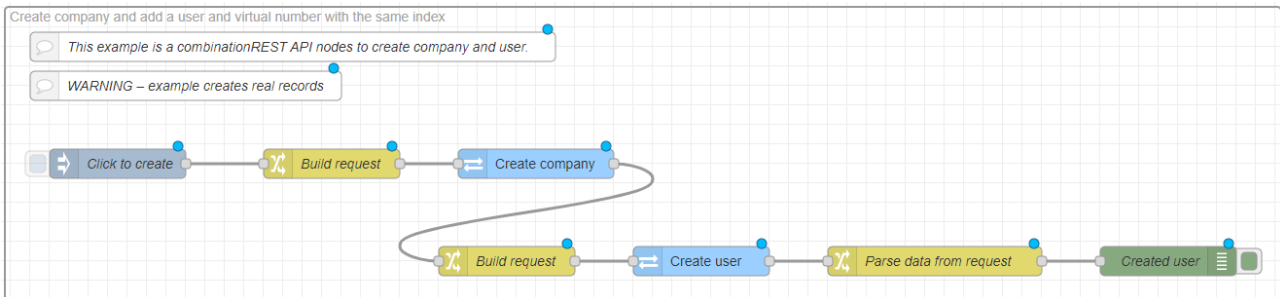 Create company and add a user and virtual number with the same index
This example is a combinationREST API nodes to create company and user.
WARNING – example creates real records
Click to create
Build request
Create company
Build request
Create user
Parse data from request
Created user